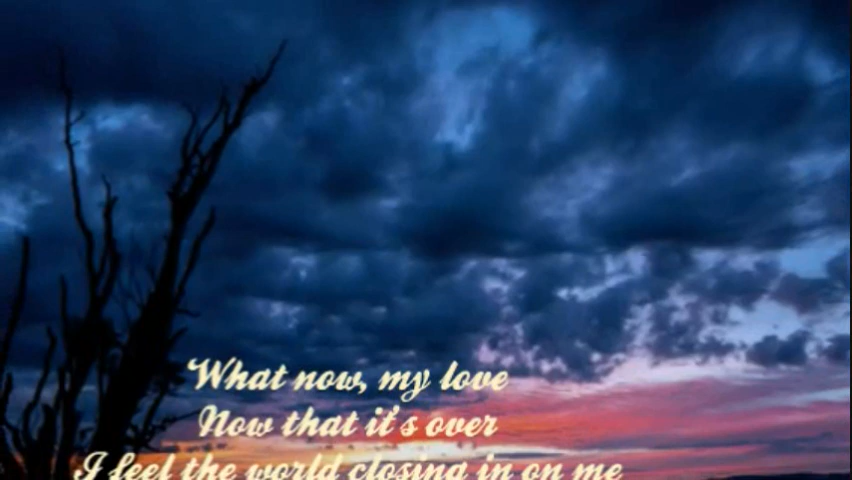 What now, my love
Now that it's over
I feel the world closing in on me